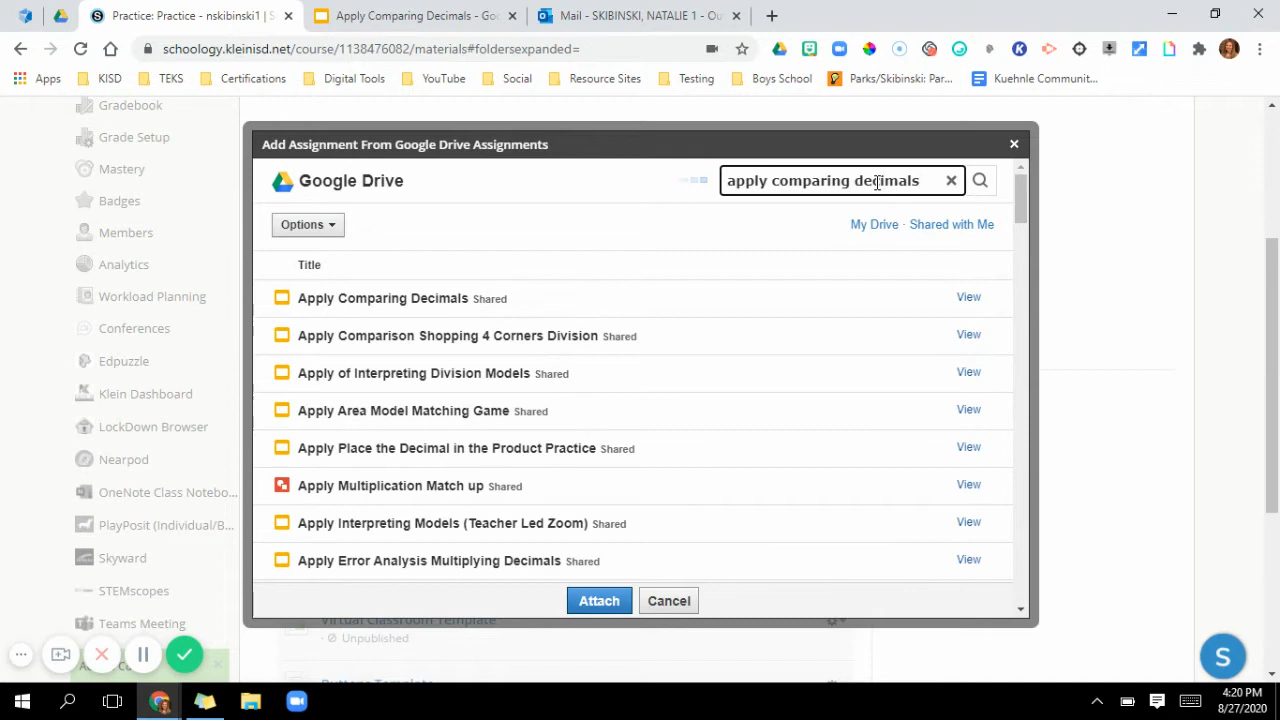 Practice: Practice - nskibinski1 | S
Apply Comparing Decimals - Goo
Mail - SKIBINSKI, NATALIE 1 - Ou
schoology.kleinisd.net/course/1138476082/materials#foldersexpanded=
Apps KISD TEKS Certifications Digital Tools YouTube Social Resource Sites Testing Boys School Parks/Skibinski: Par... Kuehnle Communit...
Gradebook
Grade Setup
Mastery
Badges
Members
Analytics
Workload Planning
Conferences
Edpuzzle
Klein Dashboard
LockDown Browser
Nearpod
OneNote Class Notebo...
PlayPosit (Individual/B...
Skyward
STEMscopes
Teams Meeting
Add Assignment From Google Drive Assignments
Google Drive
apply comparing decimals
Options
My Drive · Shared with Me
Title
Apply Comparing Decimals Shared View
Apply Comparison Shopping 4 Corners Division Shared View
Apply of Interpreting Division Models Shared View
Apply Area Model Matching Game Shared View
Apply Place the Decimal in the Product Practice Shared View
Apply Multiplication Match up Shared View
Apply Interpreting Models (Teacher Led Zoom) Shared View
Apply Error Analysis Multiplying Decimals Shared View
Attach Cancel
Virtual Classroom Template
· Unpublished
Buttons Template
S
4:20 PM
8/27/2020